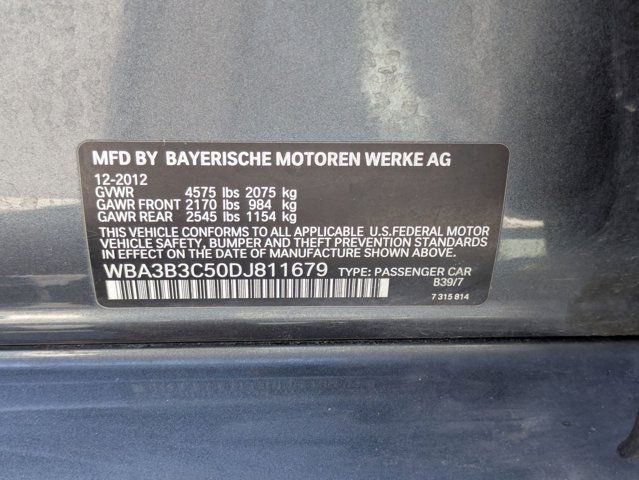 MFD BY BAYERISCHE MOTOREN WERKE AG
12-2012
GVWR 4575 lbs 2075 kg
GAWR FRONT 2170 lbs 984 kg
GAWR REAR 2545 lbs 1154 kg
THIS VEHICLE CONFORMS TO ALL APPLICABLE U.S.FEDERAL MOTOR
VEHICLE SAFETY, BUMPER AND THEFT PREVENTION STANDARDS
IN EFFECT ON THE DATE OF MANUFACTURE SHOWN ABOVE.
WBA3B3C50DJ811679 TYPE: PASSENGER CAR
B39/7
7 315 814